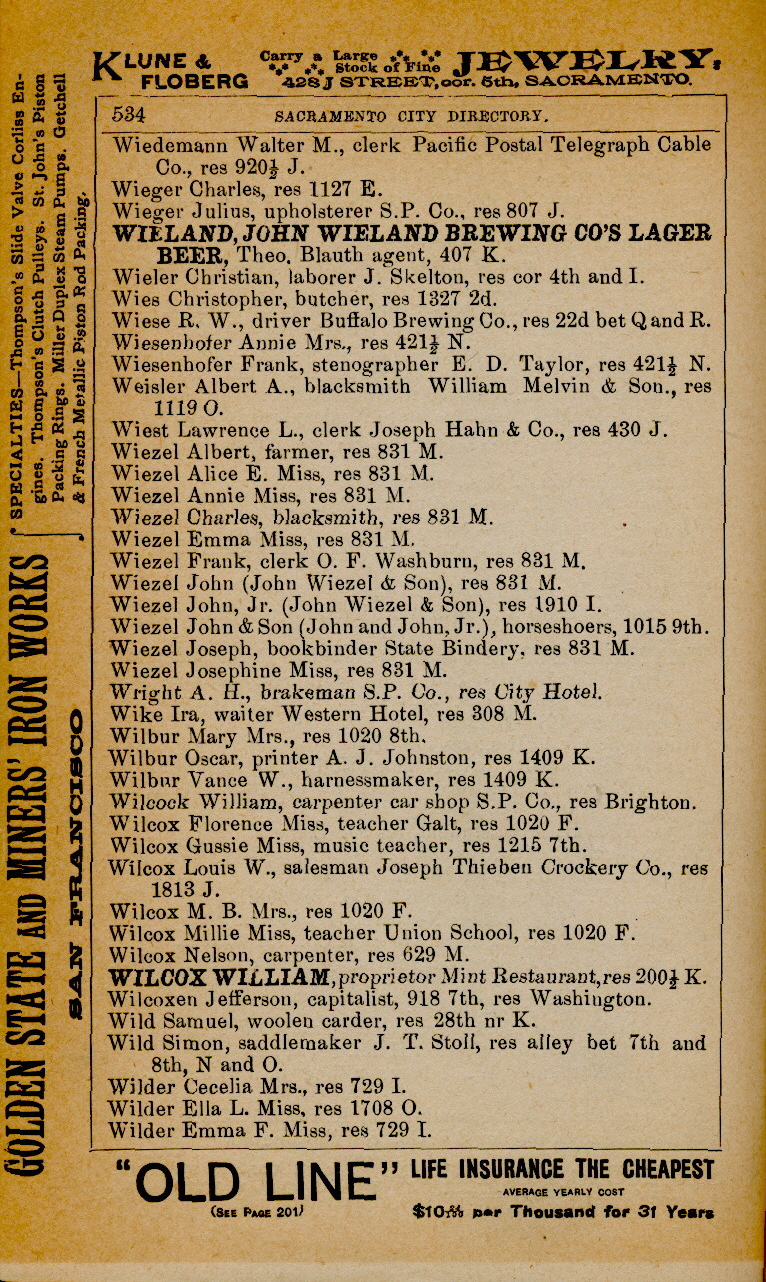 KLUNE & FLOBERG
Carry a Large Stock of Fine JEWELRY,
428 J STREET, cor. 5th, SACRAMENTO.
534 SACRAMENTO CITY DIRECTORY.
Wiedemann Walter M., clerk Pacific Postal Telegraph Cable
Co., res 920½ J.
Wieger Charles, res 1127 E.
Wieger Julius, upholsterer S.P. Co., res 807 J.
WIELAND, JOHN WIELAND BREWING CO'S LAGER
BEER, Theo. Blauth agent, 407 K.
Wieler Christian, laborer J. Skelton, res cor 4th and I.
Wies Christopher, butcher, res 1327 2d.
Wiese R. W., driver Buffalo Brewing Co., res 22d bet Q and R.
Wiesenhofer Annie Mrs., res 421½ N.
Wiesenhofer Frank, stenographer E. D. Taylor, res 421½ N.
Weisler Albert A., blacksmith William Melvin & Son., res
1119 O.
Wiest Lawrence L., clerk Joseph Hahn & Co., res 430 J.
Wiezel Albert, farmer, res 831 M.
Wiezel Alice E. Miss, res 831 M.
Wiezel Annie Miss, res 831 M.
Wiezel Charles, blacksmith, res 831 M.
Wiezel Emma Miss, res 831 M.
Wiezel Frank, clerk O. F. Washburn, res 831 M.
Wiezel John (John Wiezel & Son), res 831 M.
Wiezel John, Jr. (John Wiezel & Son), res 1910 I.
Wiezel John & Son (John and John, Jr.), horseshoers, 1015 9th.
Wiezel Joseph, bookbinder State Bindery, res 831 M.
Wiezel Josephine Miss, res 831 M.
Wright A. H., brakeman S.P. Co., res City Hotel.
Wike Ira, waiter Western Hotel, res 308 M.
Wilbur Mary Mrs., res 1020 8th.
Wilbur Oscar, printer A. J. Johnston, res 1409 K.
Wilbur Vance W., harnessmaker, res 1409 K.
Wilcock William, carpenter car shop S.P. Co., res Brighton.
Wilcox Florence Miss, teacher Galt, res 1020 F.
Wilcox Gussie Miss, music teacher, res 1215 7th.
Wilcox Louis W., salesman Joseph Thieben Crockery Co., res
1813 J.
Wilcox M. B. Mrs., res 1020 F.
Wilcox Millie Miss, teacher Union School, res 1020 F.
Wilcox Nelson, carpenter, res 629 M.
WILCOX WILLIAM, proprietor Mint Restaurant, res 200½ K.
Wilcoxen Jefferson, capitalist, 918 7th, res Washington.
Wild Samuel, woolen carder, res 28th nr K.
Wild Simon, saddlemaker J. T. Stoll, res alley bet 7th and
8th, N and O.
Wilder Cecelia Mrs., res 729 I.
Wilder Ella L. Miss, res 1708 O.
Wilder Emma F. Miss, res 729 I.
"OLD LINE" LIFE INSURANCE THE CHEAPEST
AVERAGE YEARLY COST
(SEE PAGE 201) per Thousand for 31 Years
GOLDEN STATE AND MINERS' IRON WORKS
SAN FRANCISCO
SPECIALTIES—Thompson's Slide Valve Corliss En-
gines. Thompson's Clutch Pulleys. St. John's Piston
Packing Rings. Miller Duplex Steam Pumps. Getchell
& French Metallic Piston Rod Packing.